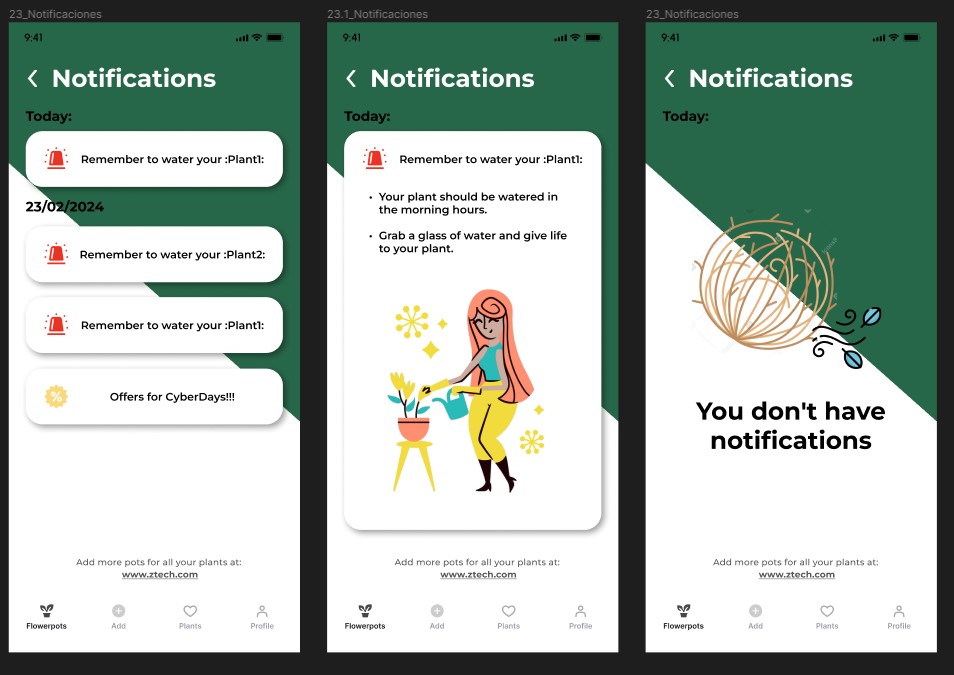 23_Notificaciones
9:41
Notifications
Today:
Remember to water your :Plant1:
23/02/2024
Remember to water your :Plant2:
Remember to water your :Plant1:
%
Offers for CyberDays!!!
Add more pots for all your plants at:
www.ztech.com
Flowerpots
Add
Plants
Profile
23.1_Notificaciones
9:41
Notifications
Today:
Remember to water your :Plant1:
• Your plant should be watered in
the morning hours.
• Grab a glass of water and give life
to your plant.
Add more pots for all your plants at:
www.ztech.com
Flowerpots
Add
Plants
Profile
23_Notificaciones
9:41
Notifications
Today:
You don't have
notifications
Add more pots for all your plants at:
www.ztech.com
Flowerpots
Add
Plants
Profile